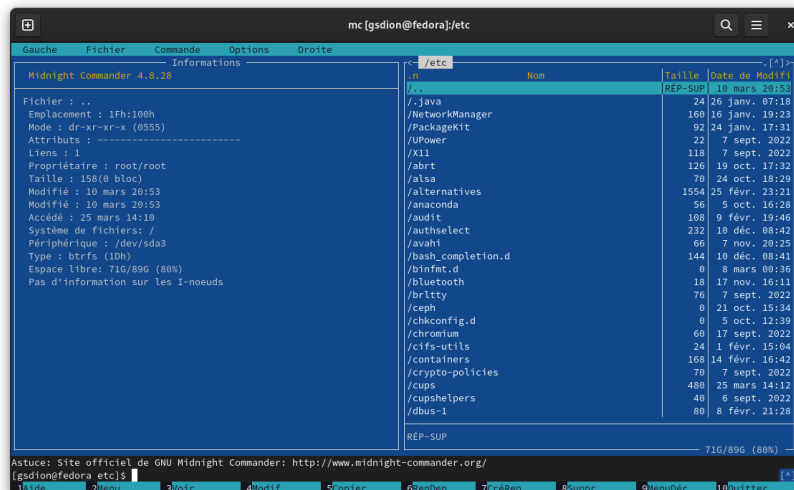 mc [gsdion@fedora]:/etc
Gauche Fichier Commande Options Droite
Informations
Midnight Commander 4.8.28
Fichier : ..
Emplacement : 1Fh:100h
Mode : dr-xr-xr-x (0555)
Attributs : -------------------------
Liens : 1
Propriétaire : root/root
Taille : 158(0 bloc)
Modifié : 10 mars 20:53
Modifié : 10 mars 20:53
Accédé : 25 mars 14:10
Système de fichiers: /
Périphérique : /dev/sda3
Type : btrfs (1Dh)
Espace libre: 71G/89G (80%)
Pas d'information sur les I-noeuds
<- /etc .[^]>
.n Nom Taille Date de Modifi
/.. RÉP-SUP 10 mars 20:53
/.java 24 26 janv. 07:18
/NetworkManager 160 16 janv. 19:23
/PackageKit 92 24 janv. 17:31
/UPower 22 7 sept. 2022
/X11 118 7 sept. 2022
/abrt 126 19 oct. 17:32
/alsa 70 24 oct. 18:29
/alternatives 1554 25 févr. 23:21
/anaconda 56 5 oct. 16:28
/audit 108 9 févr. 19:46
/authselect 232 10 déc. 08:42
/avahi 66 7 nov. 20:25
/bash_completion.d 144 10 déc. 08:41
/binfmt.d 0 8 mars 00:36
/bluetooth 18 17 nov. 16:11
/brltty 76 7 sept. 2022
/ceph 0 21 oct. 15:34
/chkconfig.d 0 5 oct. 12:39
/chromium 60 17 sept. 2022
/cifs-utils 24 1 févr. 15:04
/containers 168 14 févr. 16:42
/crypto-policies 70 7 sept. 2022
/cups 480 25 mars 14:12
/cupshelpers 40 6 sept. 2022
/dbus-1 80 8 févr. 21:28
RÉP-SUP
71G/89G (80%)
Astuce: Site officiel de GNU Midnight Commander: http://www.midnight-commander.org/
[gsdion@fedora etc]$ [^]
1Aide 2Menu 3Voir 4Modif 5Copier 6RenDep 7CréRep 8Suppr 9MenuDér 10Quitter